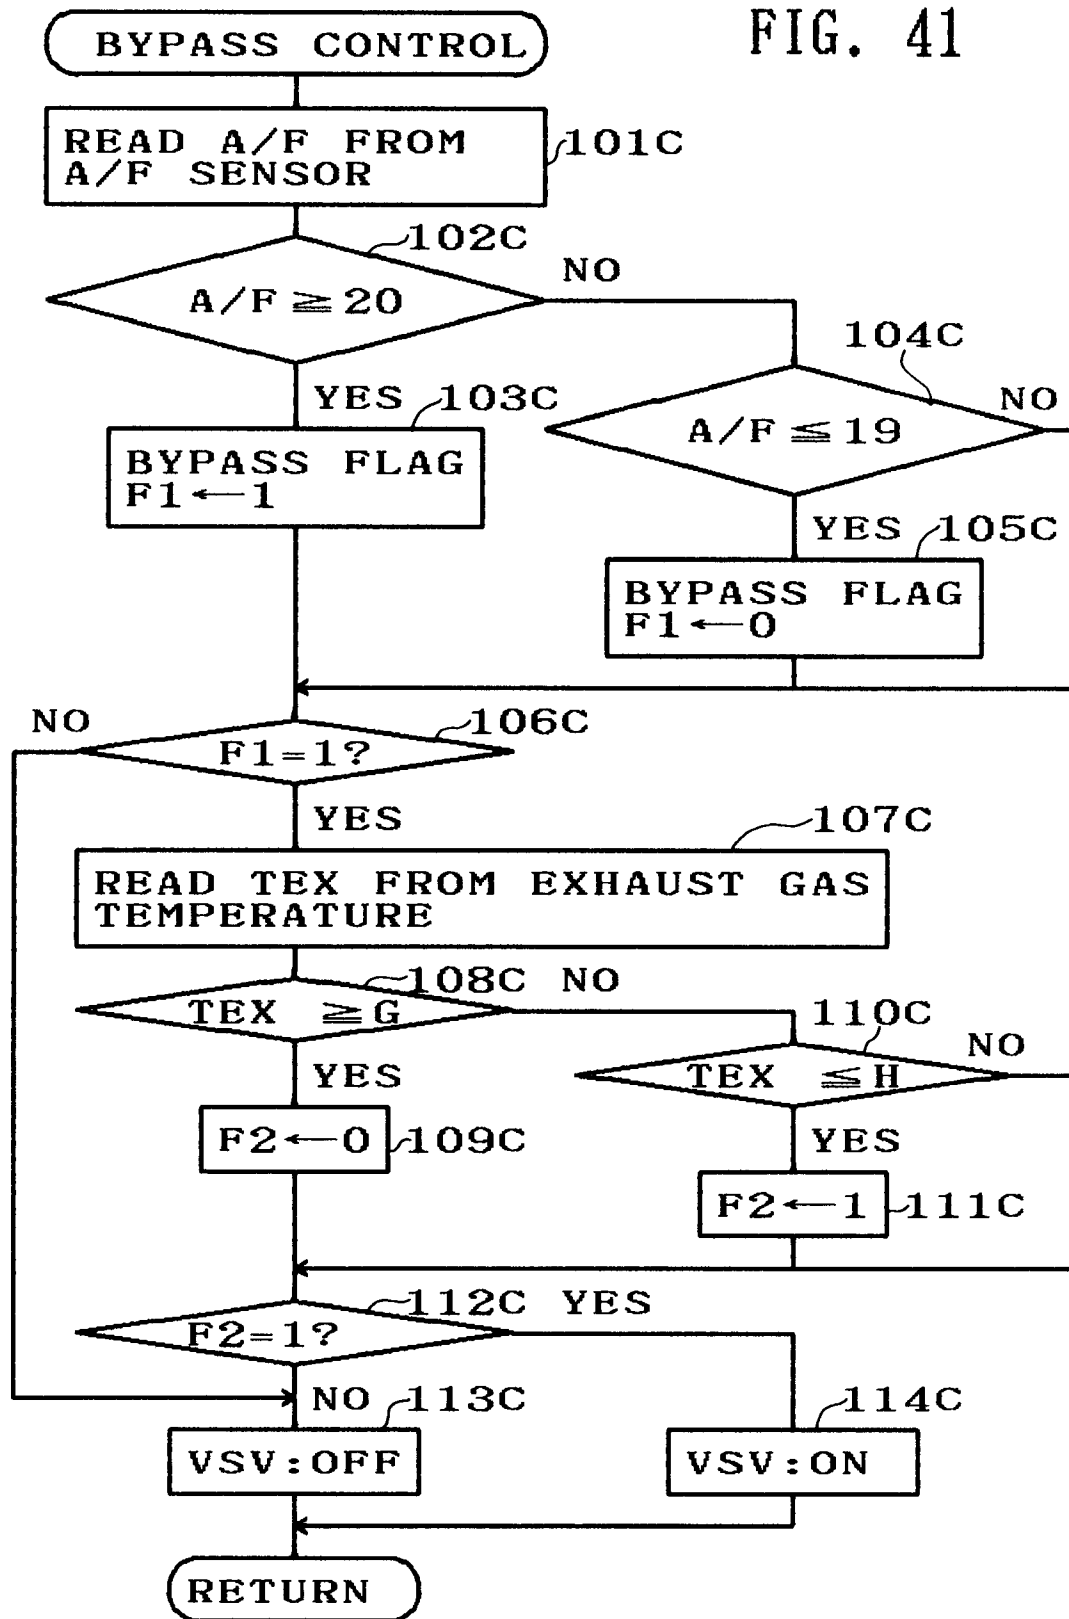 FIG. 41
BYPASS CONTROL
READ A/F FROM
A/F SENSOR
101C
102C
A/F ≧ 20
NO
YES
103C
BYPASS FLAG
F1←1
104C
A/F ≦ 19
NO
YES
105C
BYPASS FLAG
F1←0
NO
106C
F1=1?
YES
107C
READ TEX FROM EXHAUST GAS
TEMPERATURE
108C
NO
TEX ≧G
YES
F2←0
109C
110C
NO
TEX ≦H
YES
F2←1
111C
112C
YES
F2=1?
NO
113C
VSV:OFF
114C
VSV:ON
RETURN